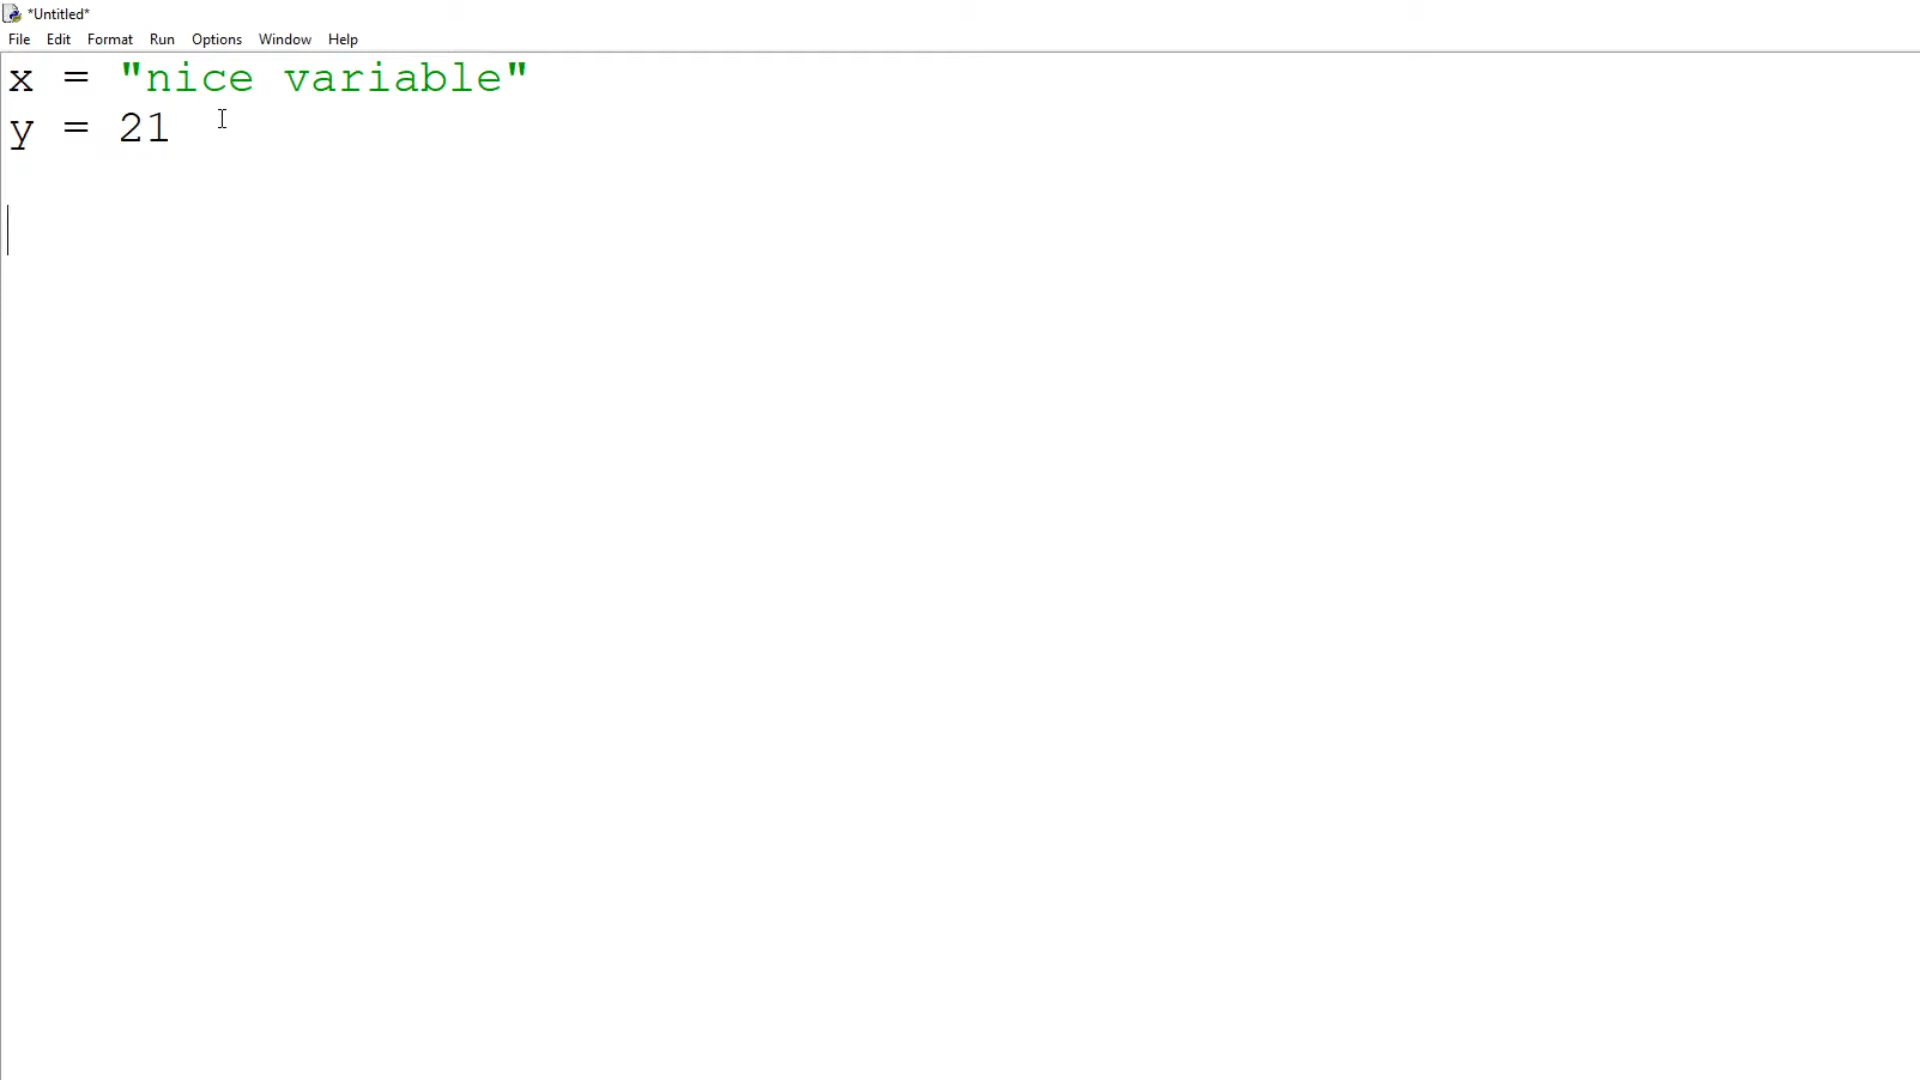 *Untitled*
File Edit Format Run Options Window Help
x = "nice variable"
y = 21